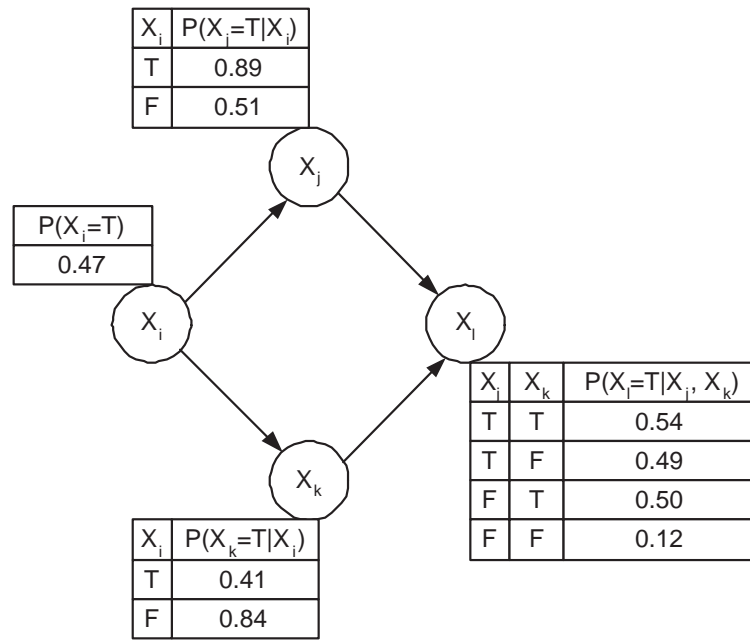 X_i P(X_j=T|X_i)
T 0.89
F 0.51
X_j
P(X_i=T)
0.47
X_i
X_l
X_j X_k P(X_l=T|X_j, X_k)
T T 0.54
T F 0.49
F T 0.50
F F 0.12
X_k
X_i P(X_k=T|X_i)
T 0.41
F 0.84